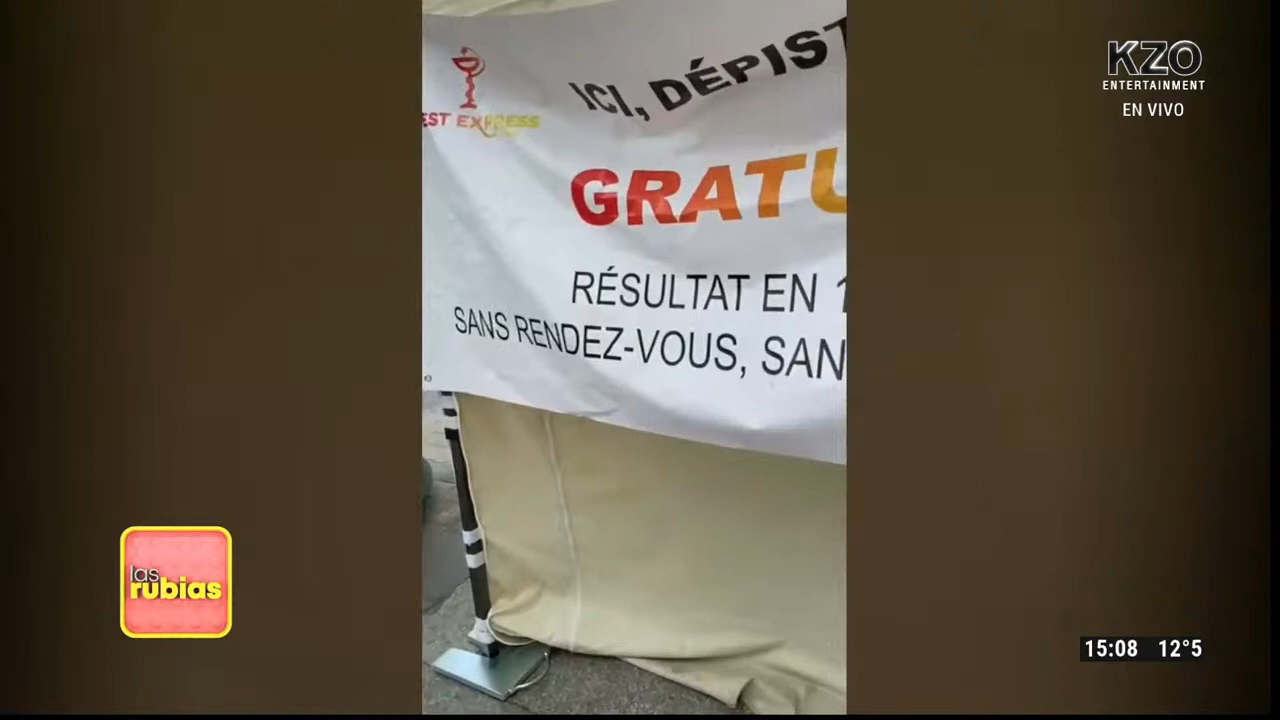 KZO
ENTERTAINMENT
EN VIVO
EST EXPRESS
ICI, DÉPIST
GRATU
RÉSULTAT EN 1
SANS RENDEZ-VOUS, SAN
las
rubias
15:08 12°5